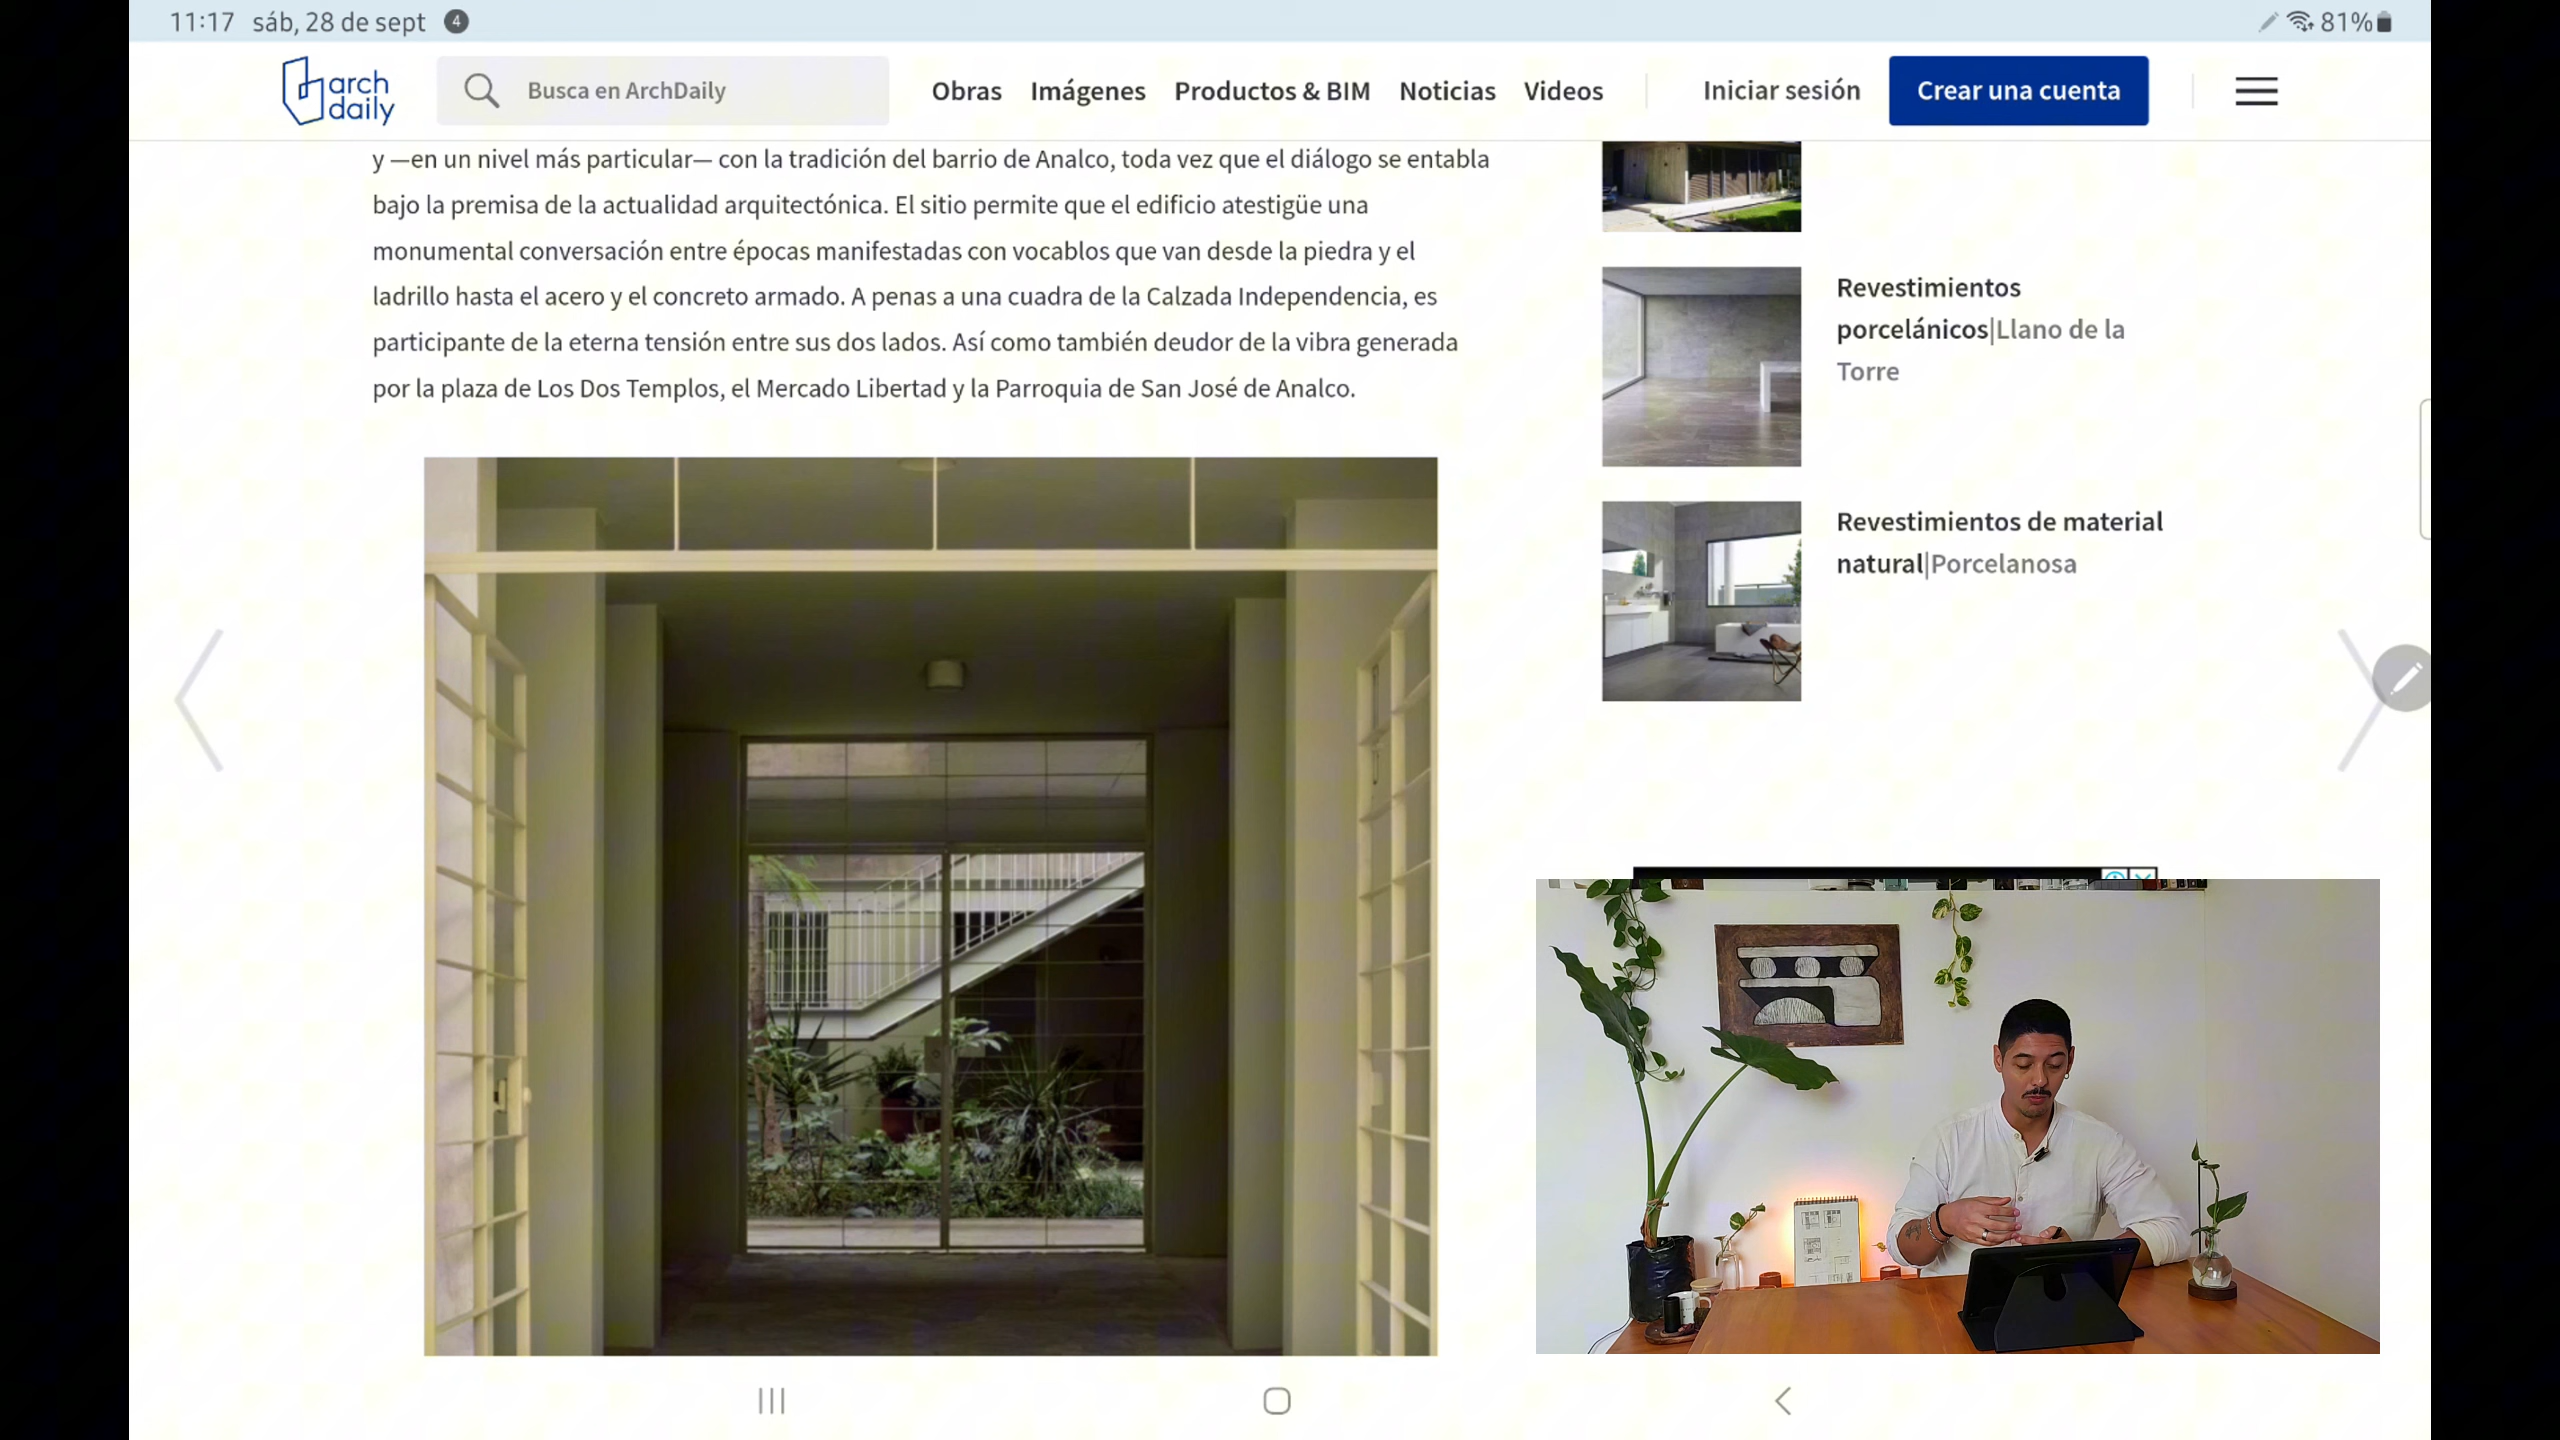 11:17 sáb, 28 de sept 4
81%
arch
daily
Busca en ArchDaily
Obras Imágenes Productos & BIM Noticias Videos
Iniciar sesión
Crear una cuenta
y —en un nivel más particular— con la tradición del barrio de Analco, toda vez que el diálogo se entabla
bajo la premisa de la actualidad arquitectónica. El sitio permite que el edificio atestigüe una
monumental conversación entre épocas manifestadas con vocablos que van desde la piedra y el
ladrillo hasta el acero y el concreto armado. A penas a una cuadra de la Calzada Independencia, es
participante de la eterna tensión entre sus dos lados. Así como también deudor de la vibra generada
por la plaza de Los Dos Templos, el Mercado Libertad y la Parroquia de San José de Analco.
Revestimientos
porcelánicos|Llano de la
Torre
Revestimientos de material
natural|Porcelanosa